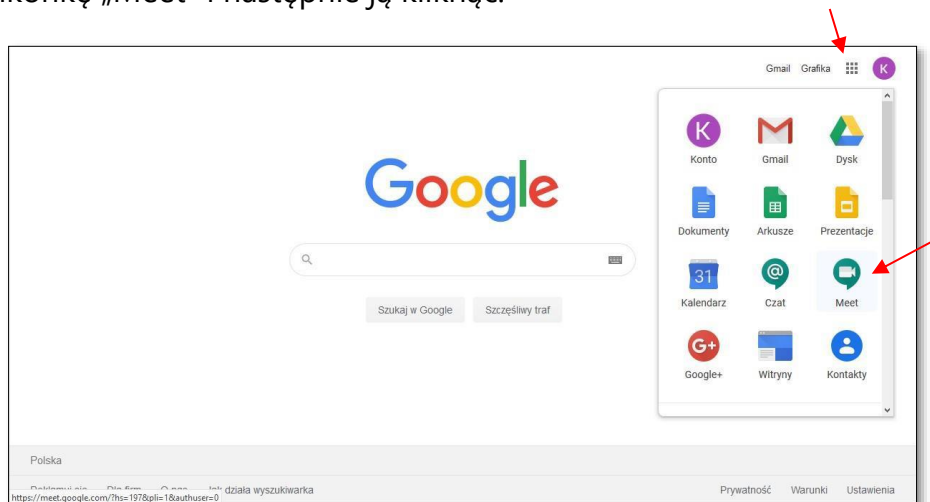 ikonkę „Meet” i następnie ją kliknąć.
Gmail Grafika K
K
Konto Gmail Dysk
Dokumenty Arkusze Prezentacje
31
Kalendarz Czat Meet
G+
Google+ Witryny Kontakty
Google
Szukaj w Google Szczęśliwy traf
Polska
działa wyszukiwarka Prywatność Warunki Ustawienia
https://meet.google.com/?hs=197&pli=1&authuser=0